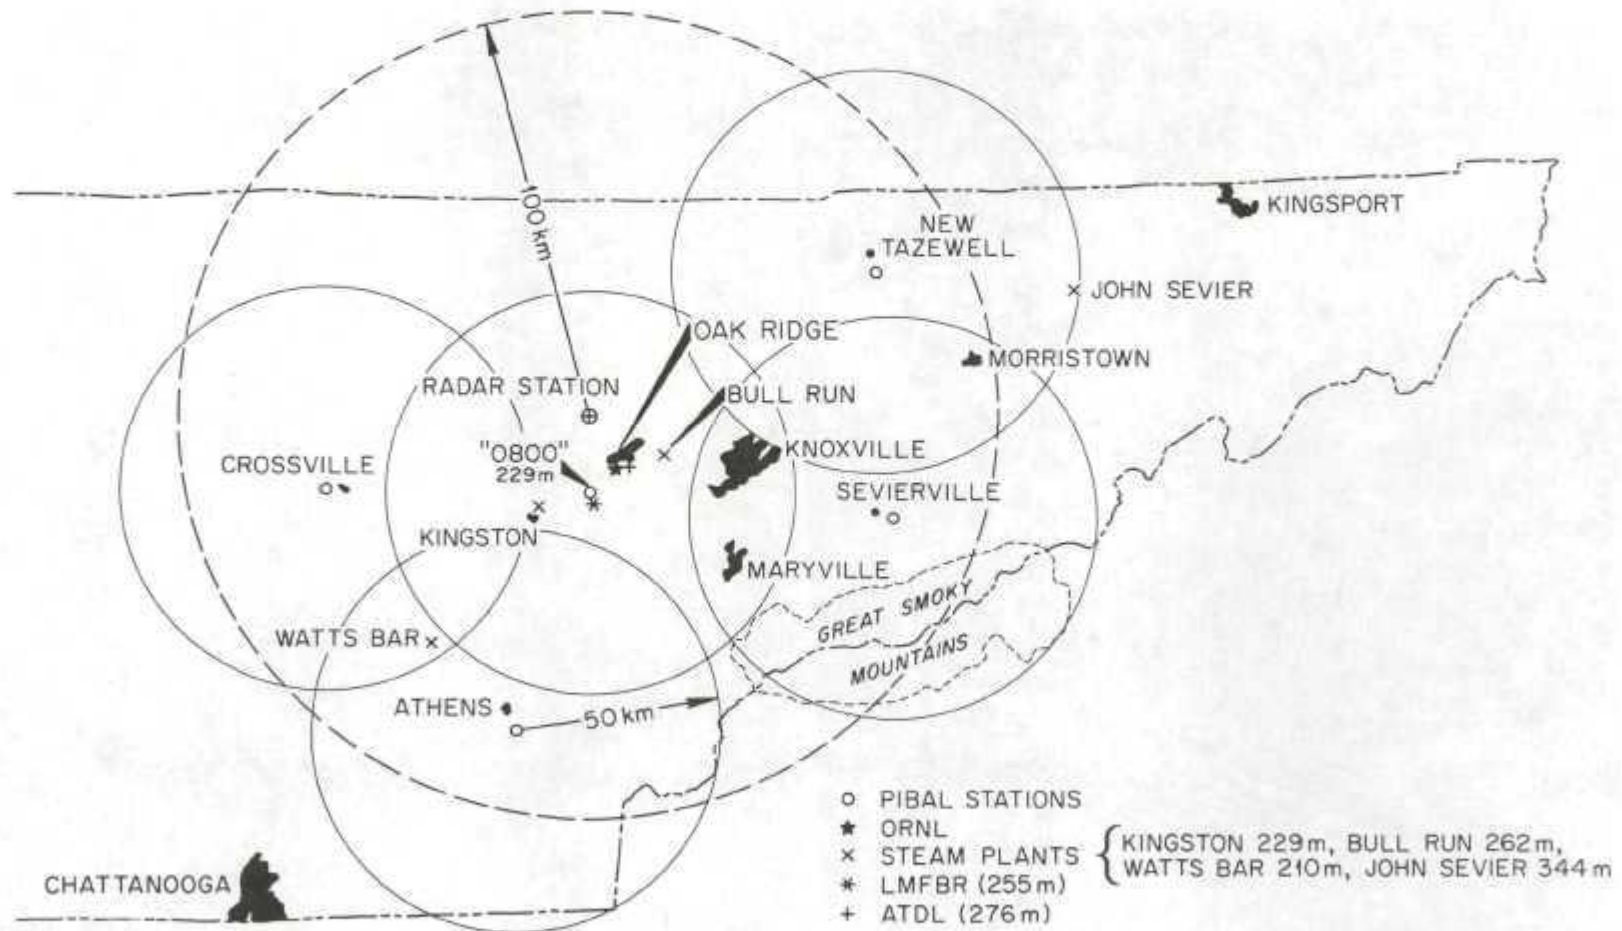 100 km
KINGSPORT
NEW
TAZEWELL
JOHN SEVIER
OAK RIDGE
MORRISTOWN
RADAR STATION
BULL RUN
"0800"
229m
KNOXVILLE
CROSSVILLE
SEVIERVILLE
KINGSTON
MARYVILLE
GREAT SMOKY
MOUNTAINS
WATTS BAR
ATHENS
50 km
CHATTANOOGA
PIBAL STATIONS
ORNL
STEAM PLANTS { KINGSTON 229m, BULL RUN 262m,
WATTS BAR 210m, JOHN SEVIER 344m
LMFBR (255m)
ATDL (276m)